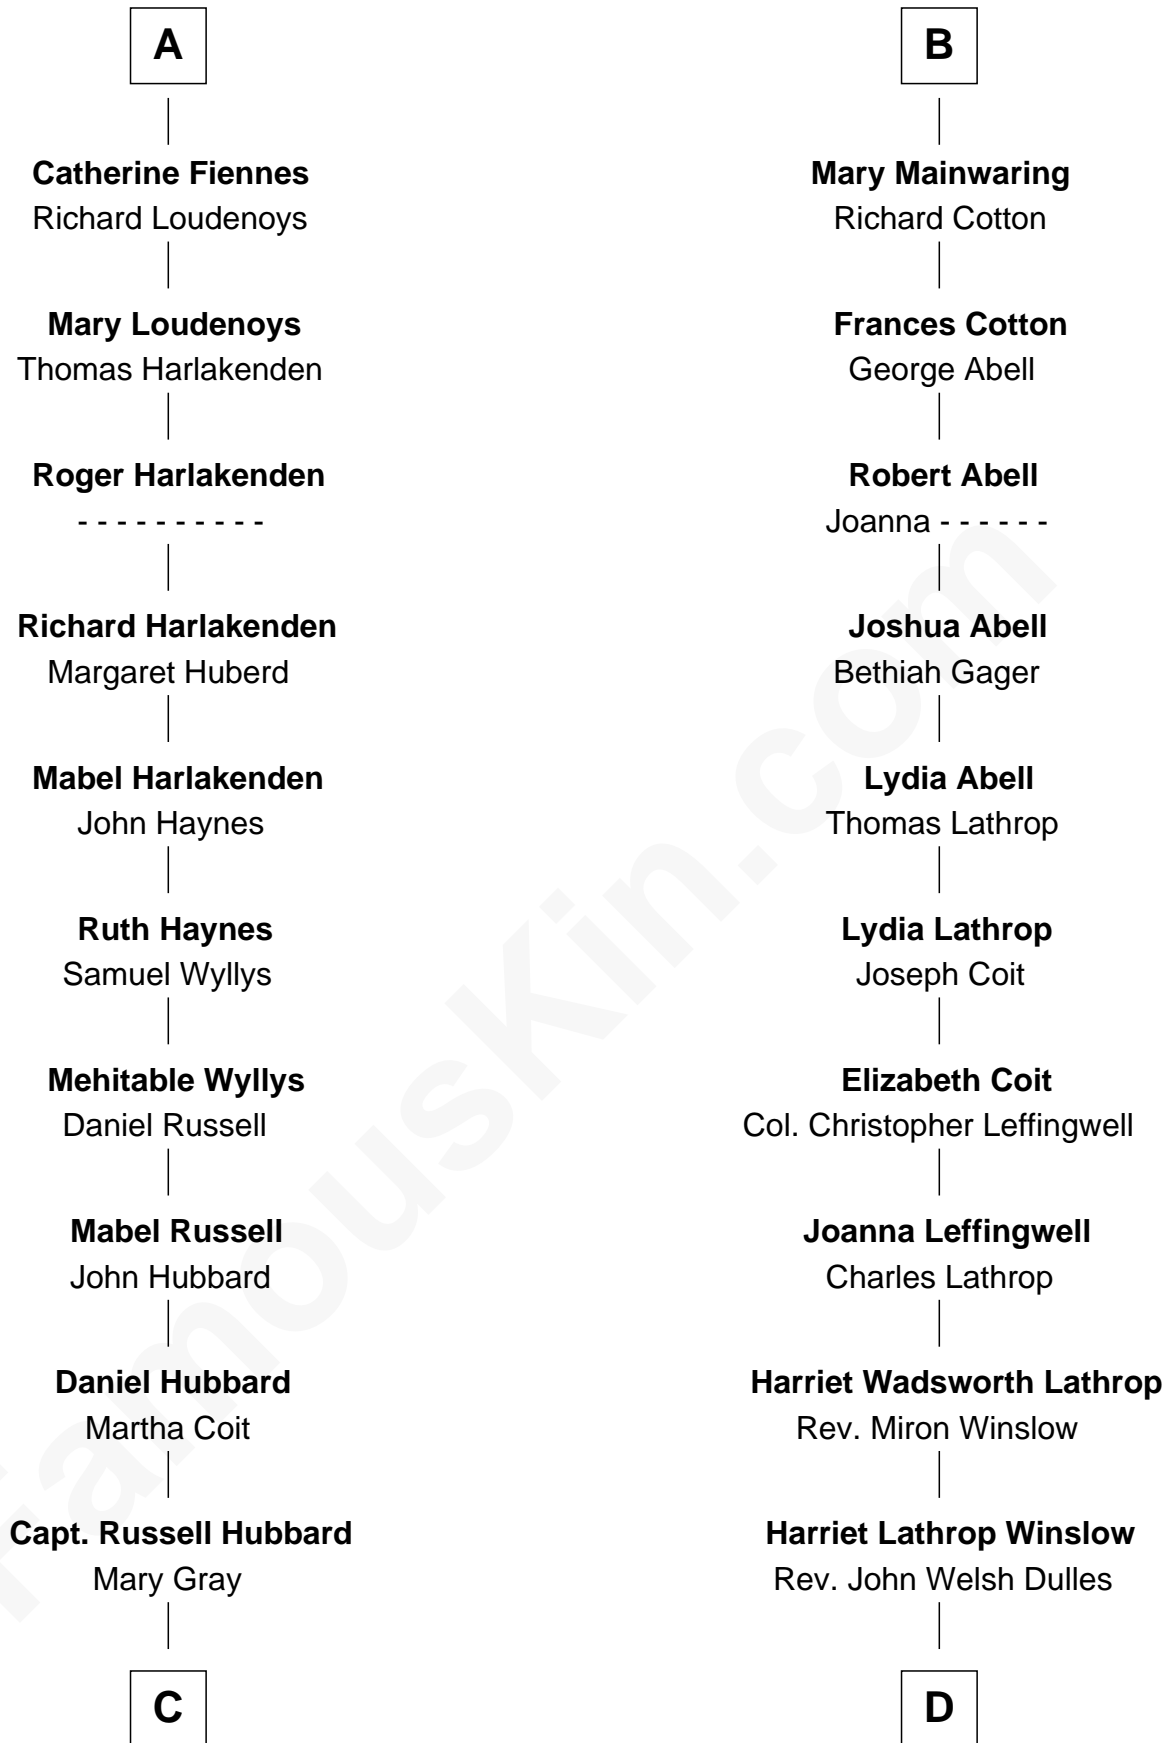 A
Catherine Fiennes
Richard Loudenoys
Mary Loudenoys
Thomas Harlakenden
Roger Harlakenden
- - - - - - - - - -
Richard Harlakenden
Margaret Huberd
Mabel Harlakenden
John Haynes
Ruth Haynes
Samuel Wyllys
Mehitable Wyllys
Daniel Russell
Mabel Russell
John Hubbard
Daniel Hubbard
Martha Coit
Capt. Russell Hubbard
Mary Gray
C
B
Mary Mainwaring
Richard Cotton
Frances Cotton
George Abell
Robert Abell
Joanna - - - - - -
Joshua Abell
Bethiah Gager
Lydia Abell
Thomas Lathrop
Lydia Lathrop
Joseph Coit
Elizabeth Coit
Col. Christopher Leffingwell
Joanna Leffingwell
Charles Lathrop
Harriet Wadsworth Lathrop
Rev. Miron Winslow
Harriet Lathrop Winslow
Rev. John Welsh Dulles
D
FamousKin.com